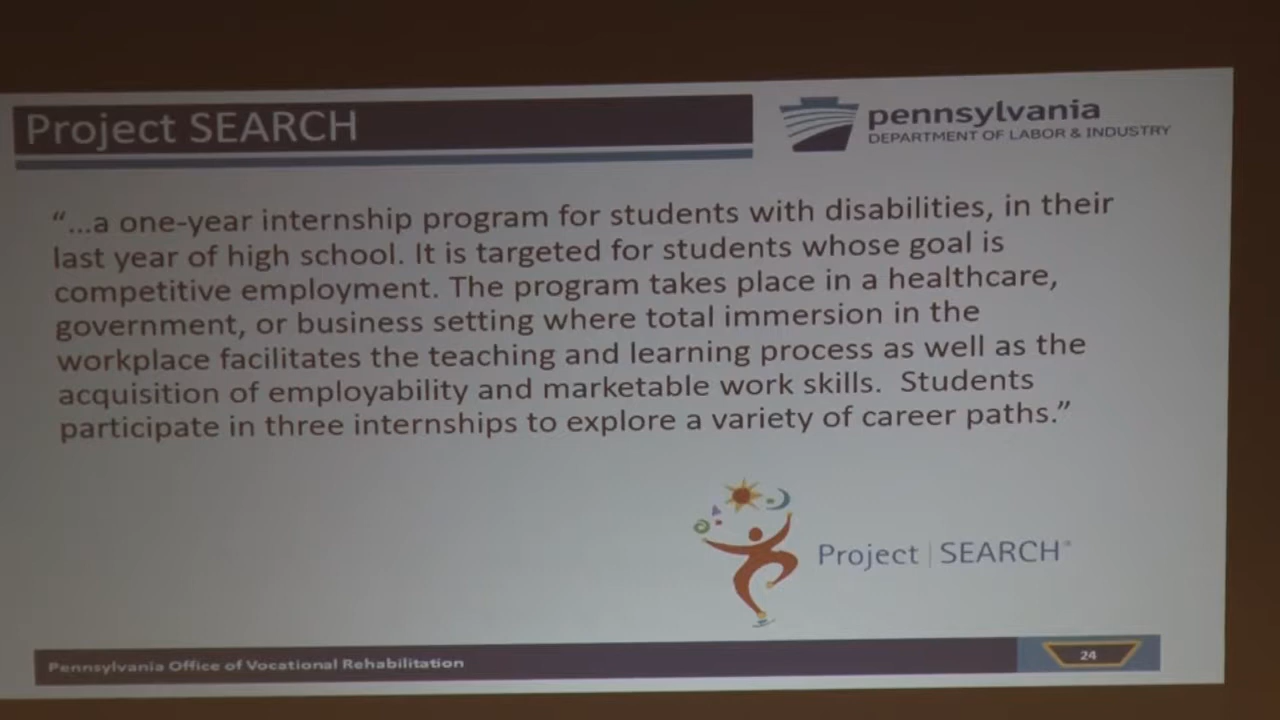 Project SEARCH
pennsylvania
DEPARTMENT OF LABOR & INDUSTRY
“...a one-year internship program for students with disabilities, in their
last year of high school. It is targeted for students whose goal is
competitive employment. The program takes place in a healthcare,
government, or business setting where total immersion in the
workplace facilitates the teaching and learning process as well as the
acquisition of employability and marketable work skills.  Students
participate in three internships to explore a variety of career paths.”
Project | SEARCH
Pennsylvania Office of Vocational Rehabilitation
24